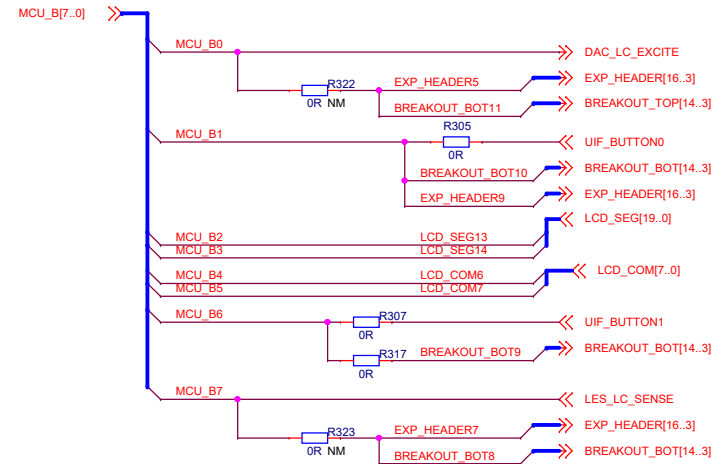 MCU_B[7..0]
MCU_B0
DAC_LC_EXCITE
R322
0R NM
EXP_HEADER5
EXP_HEADER[16..3]
BREAKOUT_BOT11
BREAKOUT_TOP[14..3]
MCU_B1
R305
0R
UIF_BUTTON0
BREAKOUT_BOT10
BREAKOUT_BOT[14..3]
EXP_HEADER9
EXP_HEADER[16..3]
LCD_SEG[19..0]
MCU_B2
LCD_SEG13
MCU_B3
LCD_SEG14
MCU_B4
LCD_COM6
LCD_COM[7..0]
MCU_B5
LCD_COM7
MCU_B6
R307
0R
UIF_BUTTON1
R317
0R
BREAKOUT_BOT9
BREAKOUT_BOT[14..3]
MCU_B7
LES_LC_SENSE
R323
0R NM
EXP_HEADER7
EXP_HEADER[16..3]
BREAKOUT_BOT8
BREAKOUT_BOT[14..3]